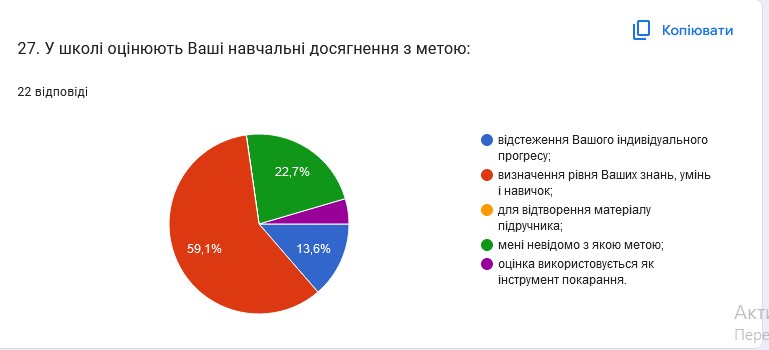 Копіювати
27. У школі оцінюють Ваші навчальні досягнення з метою:
22 відповіді
22,7%
59,1%
13,6%
відстеження Вашого індивідуального
прогресу;
визначення рівня Ваших знань, умінь
і навичок;
для відтворення матеріалу
підручника;
мені невідомо з якою метою;
оцінка використовується як
інструмент покарання.